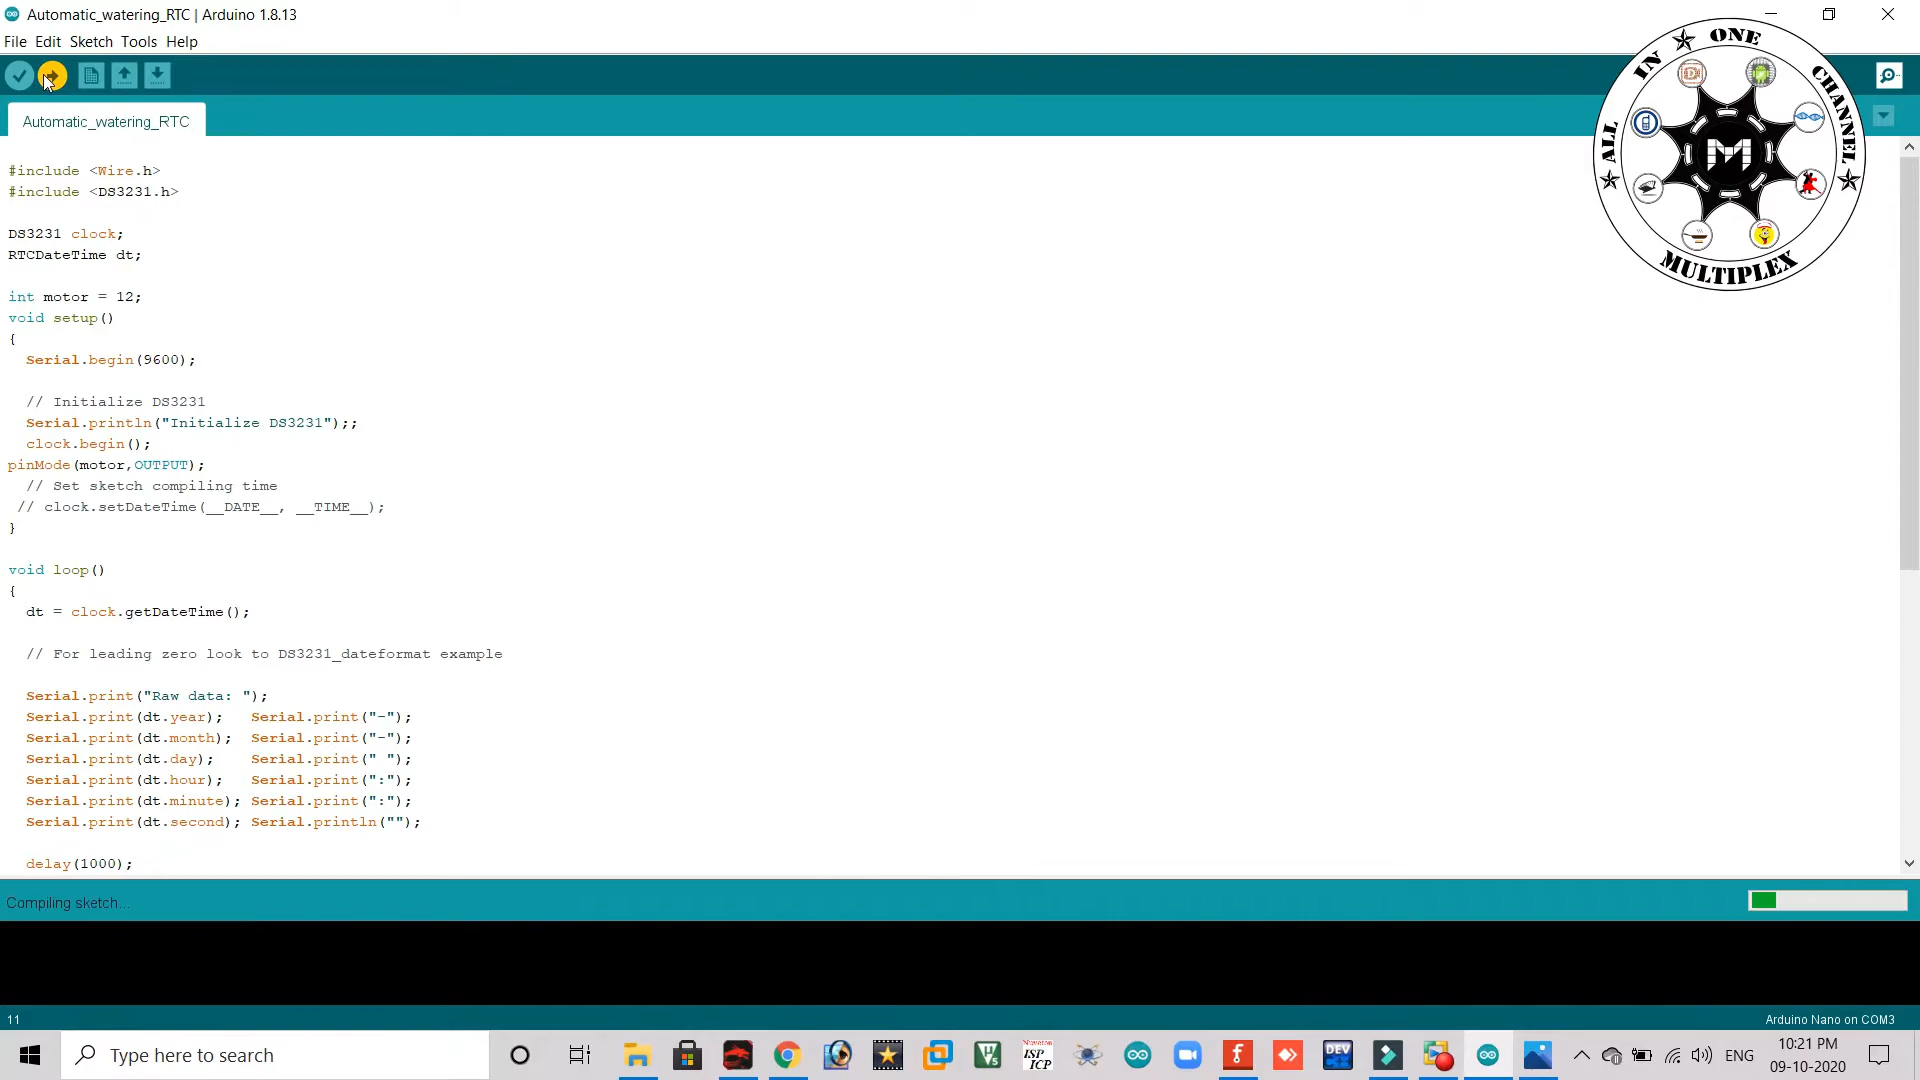 Automatic_watering_RTC | Arduino 1.8.13
File Edit Sketch Tools Help
Automatic_watering_RTC
ALL IN ONE CHANNEL
MULTIPLEX
M
#include <Wire.h>
#include <DS3231.h>
DS3231 clock;
RTCDateTime dt;
int motor = 12;
void setup()
{
Serial.begin(9600);
// Initialize DS3231
Serial.println("Initialize DS3231");;
clock.begin();
pinMode(motor,OUTPUT);
// Set sketch compiling time
// clock.setDateTime(__DATE__, __TIME__);
}
void loop()
{
dt = clock.getDateTime();
// For leading zero look to DS3231_dateformat example
Serial.print("Raw data: ");
Serial.print(dt.year);   Serial.print("-");
Serial.print(dt.month);  Serial.print("-");
Serial.print(dt.day);    Serial.print(" ");
Serial.print(dt.hour);   Serial.print(":");
Serial.print(dt.minute); Serial.print(":");
Serial.print(dt.second); Serial.println("");
delay(1000);
Compiling sketch...
11
Arduino Nano on COM3
Type here to search
ISP
ICP
DEV
ENG
10:21 PM
09-10-2020